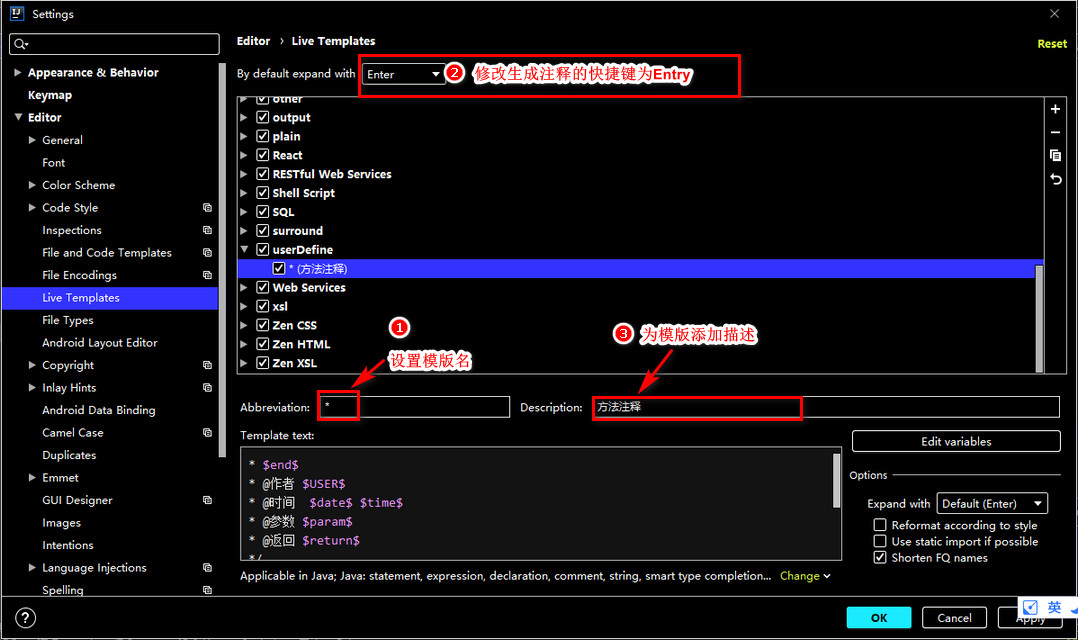 Settings
Editor › Live Templates
Reset
By default expand with Enter
2 修改生成注释的快捷键为Entry
Appearance & Behavior
Keymap
Editor
General
Font
Color Scheme
Code Style
Inspections
File and Code Templates
File Encodings
Live Templates
File Types
Android Layout Editor
Copyright
Inlay Hints
Android Data Binding
Camel Case
Duplicates
Emmet
GUI Designer
Images
Intentions
Language Injections
Spelling
other
output
plain
React
RESTful Web Services
Shell Script
SQL
surround
userDefine
* (方法注释)
Web Services
xsl
Zen CSS
Zen HTML
Zen XSL
1
设置模版名
3 为模版添加描述
Abbreviation: *
Description: 方法注释
Template text:
* $end$
* @作者 $USER$
* @时间 $date$ $time$
* @参数 $param$
* @返回 $return$
*/
Edit variables
Options
Expand with Default (Enter)
Reformat according to style
Use static import if possible
Shorten FQ names
Applicable in Java; Java: statement, expression, declaration, comment, string, smart type completion... Change
?
OK
Cancel
Apply
英